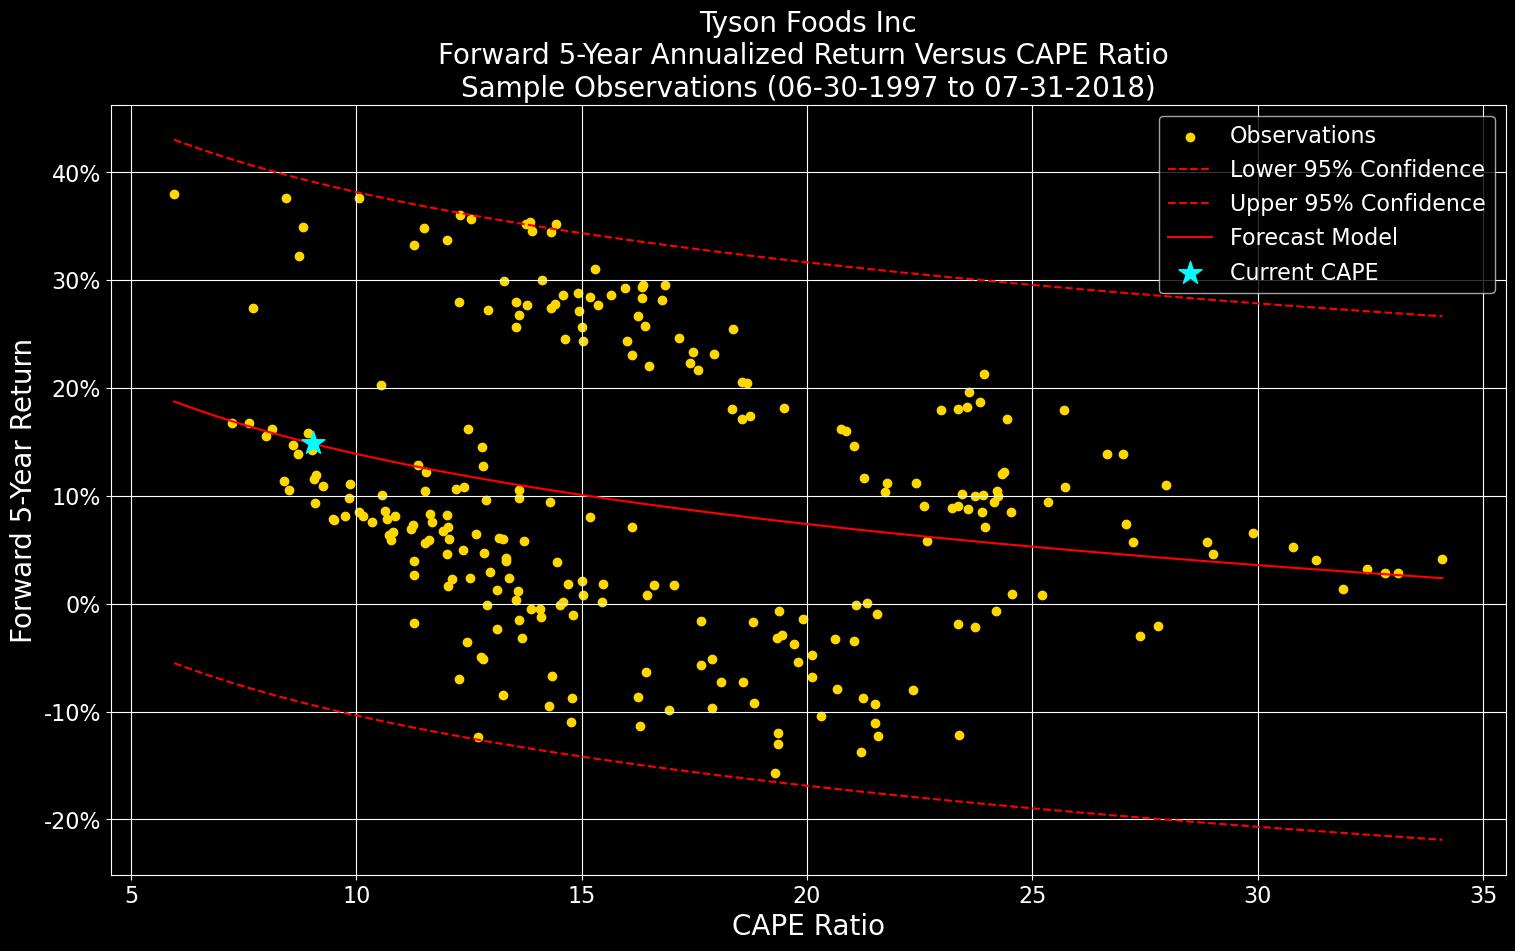 Tyson Foods Inc
Forward 5-Year Annualized Return Versus CAPE Ratio
Sample Observations (06-30-1997 to 07-31-2018)
Observations
Lower 95% Confidence
Upper 95% Confidence
Forecast Model
Current CAPE
Forward 5-Year Return
40%
30%
20%
10%
0%
-10%
-20%
5 10 15 20 25 30 35
CAPE Ratio